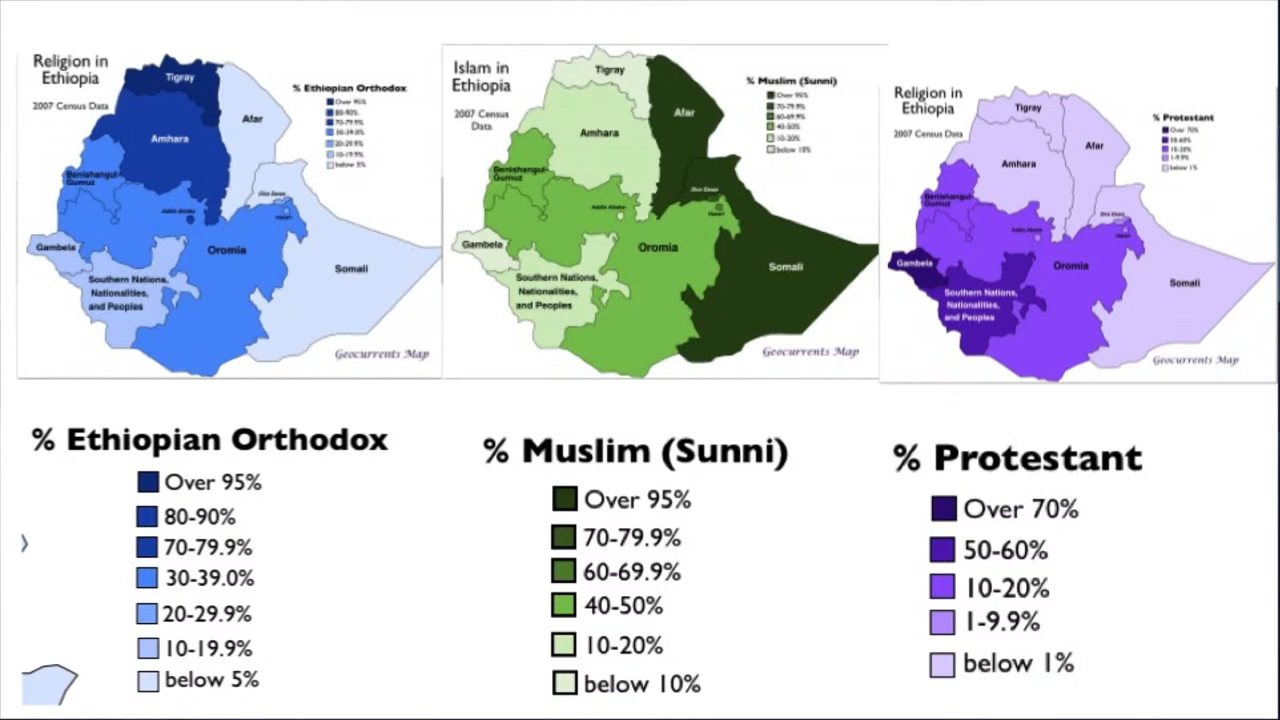 Religion in
Ethiopia
2007 Census Data
% Ethiopian Orthodox
Over 95%
80-90%
70-79.9%
30-39.0%
20-29.9%
10-19.9%
below 5%
Tigray
Afar
Amhara
Benishangul-
Gumuz
Dire Dawa
Addis Ababa
Harari
Gambela
Oromia
Somali
Southern Nations,
Nationalities,
and Peoples
Geocurrents Map
Islam in
Ethiopia
2007 Census
Data
% Muslim (Sunni)
Over 95%
70-79.9%
60-69.9%
40-50%
10-20%
below 10%
Tigray
Afar
Amhara
Benishangul-
Gumuz
Dire Dawa
Addis Ababa
Harari
Gambela
Oromia
Somali
Southern Nations,
Nationalities,
and Peoples
Geocurrents Map
Religion in
Ethiopia
2007 Census Data
% Protestant
Over 70%
50-60%
10-20%
1-9.9%
below 1%
Tigray
Afar
Amhara
Benishangul-
Gumuz
Dire Dawa
Addis Ababa
Harari
Gambela
Oromia
Somali
Southern Nations,
Nationalities,
and Peoples
Geocurrents Map
% Ethiopian Orthodox
Over 95%
80-90%
70-79.9%
30-39.0%
20-29.9%
10-19.9%
below 5%
% Muslim (Sunni)
Over 95%
70-79.9%
60-69.9%
40-50%
10-20%
below 10%
% Protestant
Over 70%
50-60%
10-20%
1-9.9%
below 1%